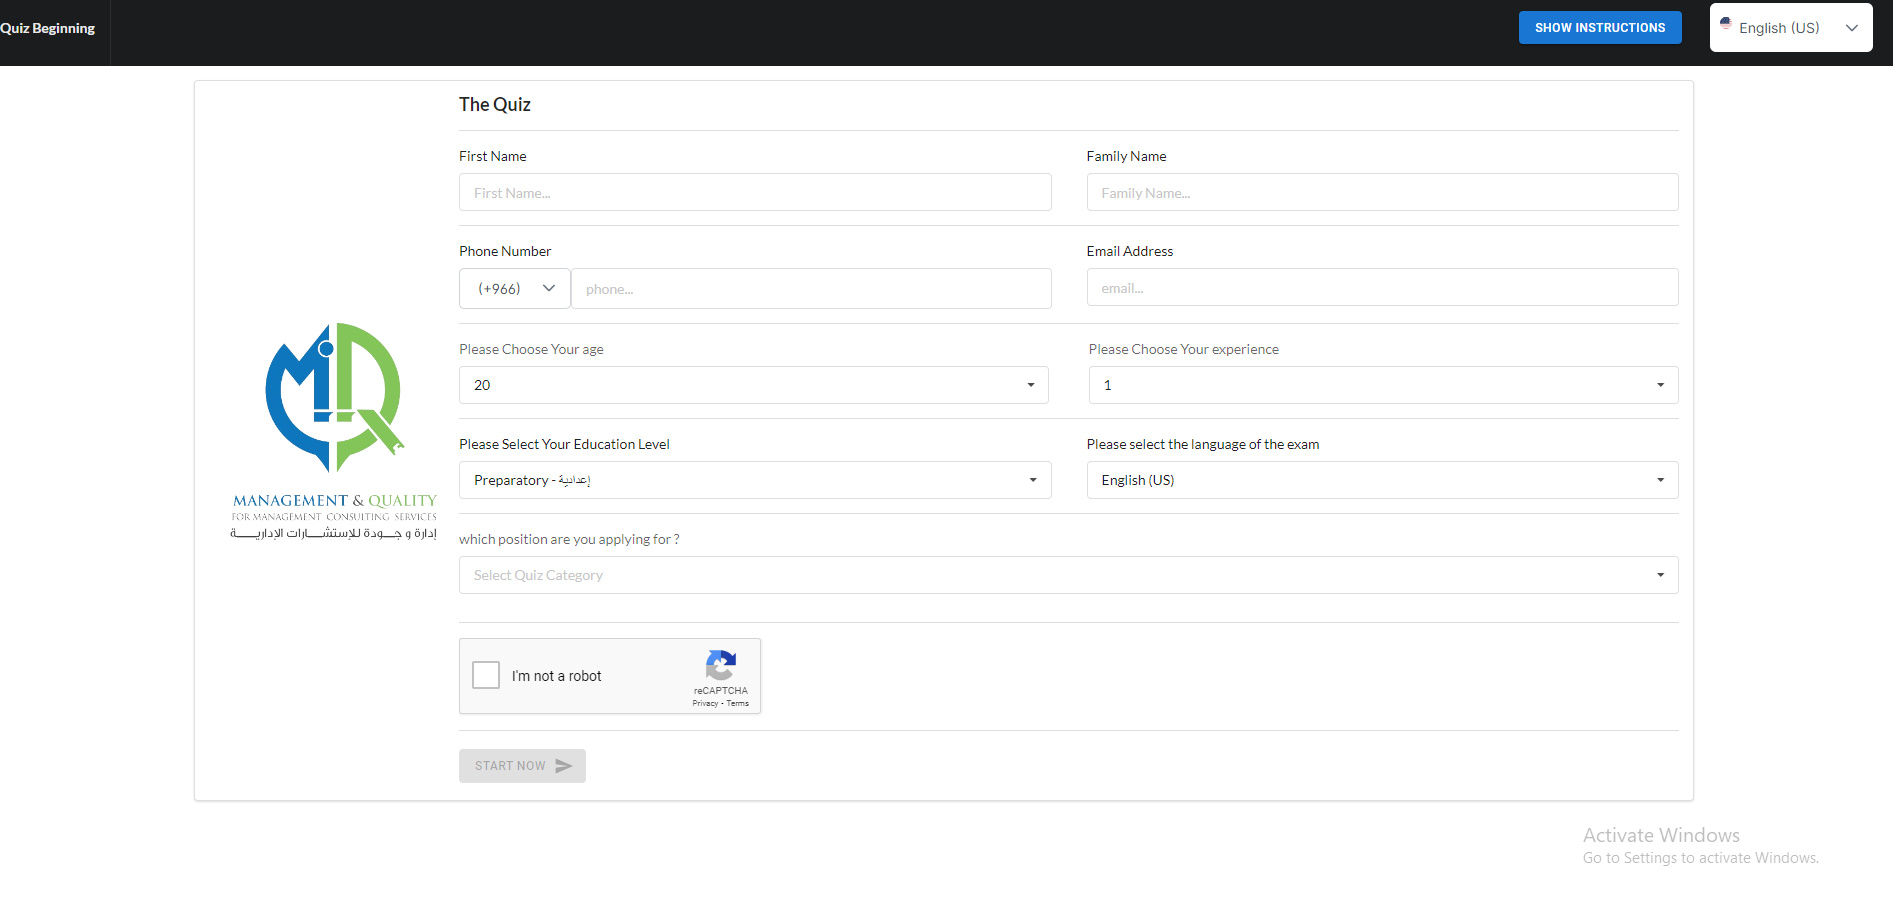 Quiz Beginning
SHOW INSTRUCTIONS
English (US)
The Quiz
First Name
Family Name
First Name...
Family Name...
Phone Number
Email Address
(+966)
phone...
email...
Please Choose Your age
Please Choose Your experience
20
1
Please Select Your Education Level
Please select the language of the exam
Preparatory - إعدادية
English (US)
MANAGEMENT & QUALITY
FOR MANAGEMENT CONSULTING SERVICES
إدارة و جـــودة للإستشـــارات الإداريـــــة
which position are you applying for ?
Select Quiz Category
I'm not a robot
reCAPTCHA
Privacy - Terms
START NOW
Activate Windows
Go to Settings to activate Windows.